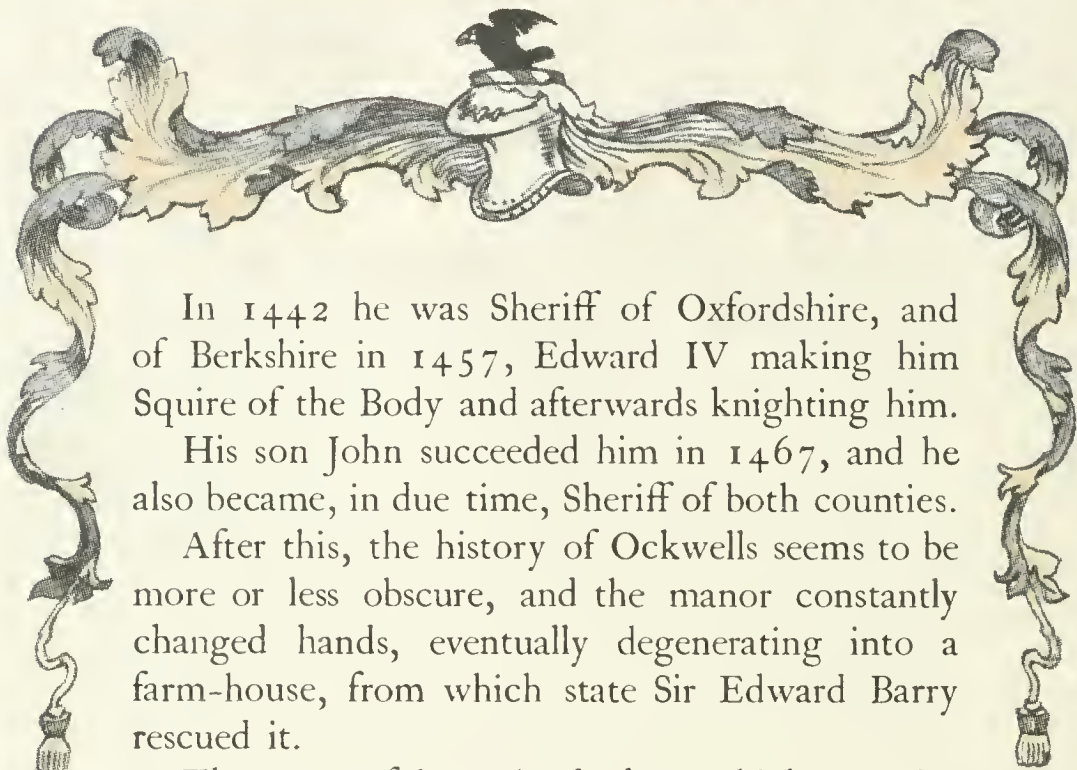 In 1442 he was Sheriff of Oxfordshire, and
of Berkshire in 1457, Edward IV making him
Squire of the Body and afterwards knighting him.
His son John succeeded him in 1467, and he
also became, in due time, Sheriff of both counties.
After this, the history of Ockwells seems to be
more or less obscure, and the manor constantly
changed hands, eventually degenerating into a
farm-house, from which state Sir Edward Barry
rescued it.